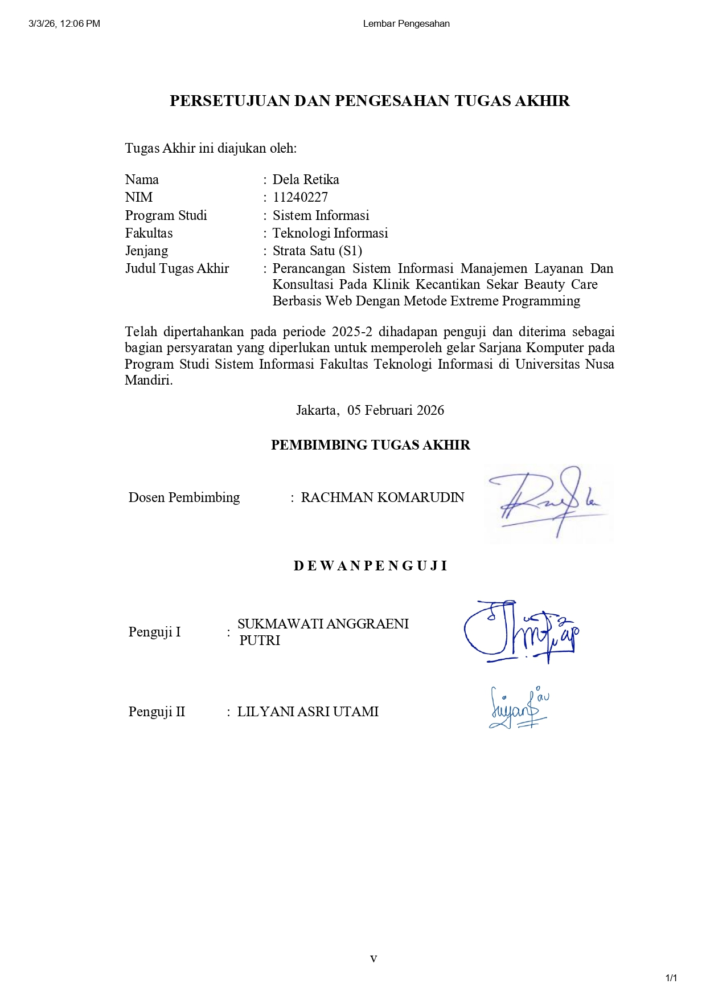 3/3/26, 12:06 PM Lembar Pengesahan
PERSETUJUAN DAN PENGESAHAN TUGAS AKHIR
Tugas Akhir ini diajukan oleh:
Nama : Dela Retika
NIM : 11240227
Program Studi : Sistem Informasi
Fakultas : Teknologi Informasi
Jenjang : Strata Satu (S1)
Judul Tugas Akhir : Perancangan Sistem Informasi Manajemen Layanan Dan
Konsultasi Pada Klinik Kecantikan Sekar Beauty Care
Berbasis Web Dengan Metode Extreme Programming
Telah dipertahankan pada periode 2025-2 dihadapan penguji dan diterima sebagai
bagian persyaratan yang diperlukan untuk memperoleh gelar Sarjana Komputer pada
Program Studi Sistem Informasi Fakultas Teknologi Informasi di Universitas Nusa
Mandiri.
Jakarta, 05 Februari 2026
PEMBIMBING TUGAS AKHIR
Dosen Pembimbing : RACHMAN KOMARUDIN
D E W A N P E N G U J I
Penguji I : SUKMAWATI ANGGRAENI
PUTRI
Penguji II : LILYANI ASRI UTAMI
v
1/1